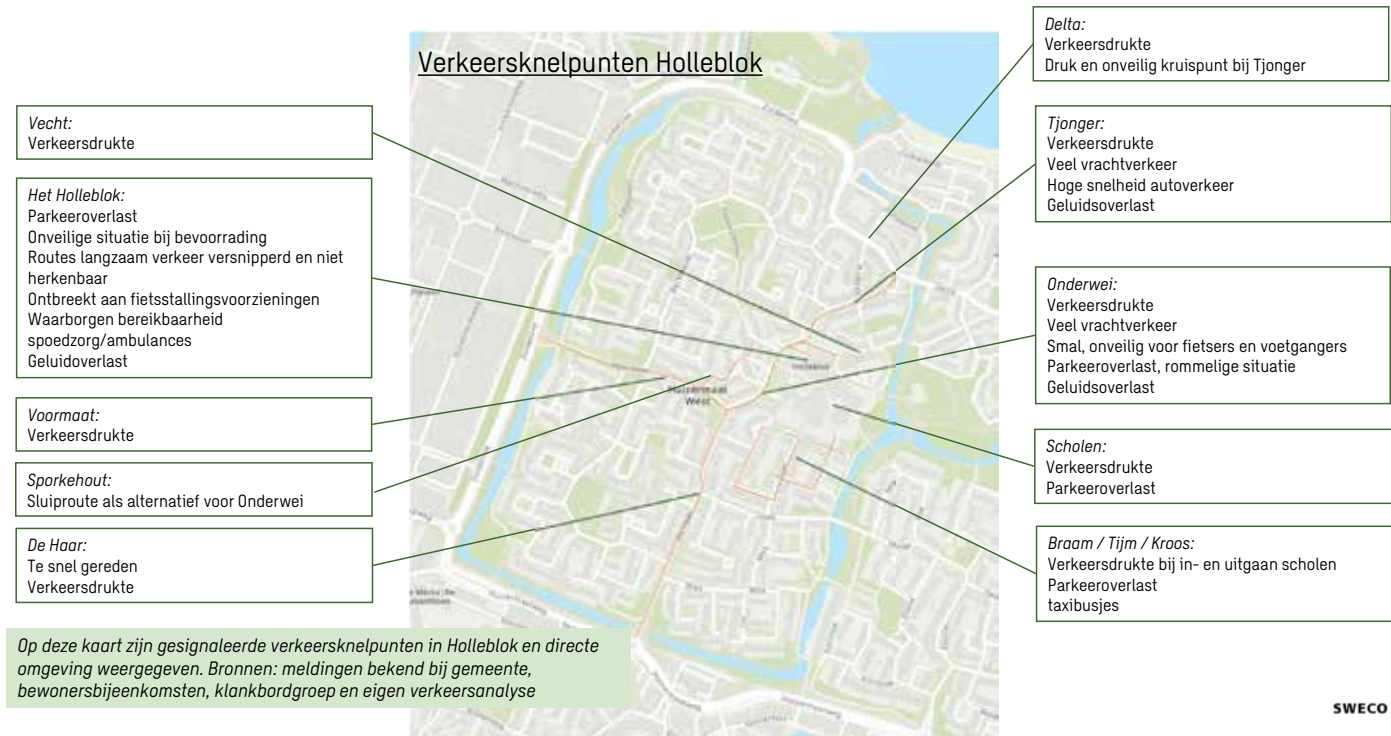 Verkeersknelpunten Holleblok
Vecht:
Verkeersdrukte
Het Holleblok:
Parkeeroverlast
Onveilige situatie bij bevoorrading
Routes langzaam verkeer versnipperd en niet
herkenbaar
Ontbreekt aan fietsstallingsvoorzieningen
Waarborgen bereikbaarheid
spoedzorg/ambulances
Geluidoverlast
Voormaat:
Verkeersdrukte
Sporkehout:
Sluiproute als alternatief voor Onderwei
De Haar:
Te snel gereden
Verkeersdrukte
Op deze kaart zijn gesignaleerde verkeersknelpunten in Holleblok en directe
omgeving weergegeven. Bronnen: meldingen bekend bij gemeente,
bewonersbijeenkomsten, klankbordgroep en eigen verkeersanalyse
Delta:
Verkeersdrukte
Druk en onveilig kruispunt bij Tjonger
Tjonger:
Verkeersdrukte
Veel vrachtverkeer
Hoge snelheid autoverkeer
Geluidsoverlast
Onderwei:
Verkeersdrukte
Veel vrachtverkeer
Smal, onveilig voor fietsers en voetgangers
Parkeeroverlast, rommelige situatie
Geluidsoverlast
Scholen:
Verkeersdrukte
Parkeeroverlast
Braam / Tijm / Kroos:
Verkeersdrukte bij in- en uitgaan scholen
Parkeeroverlast
taxibusjes
Holleblok
West
SWECO